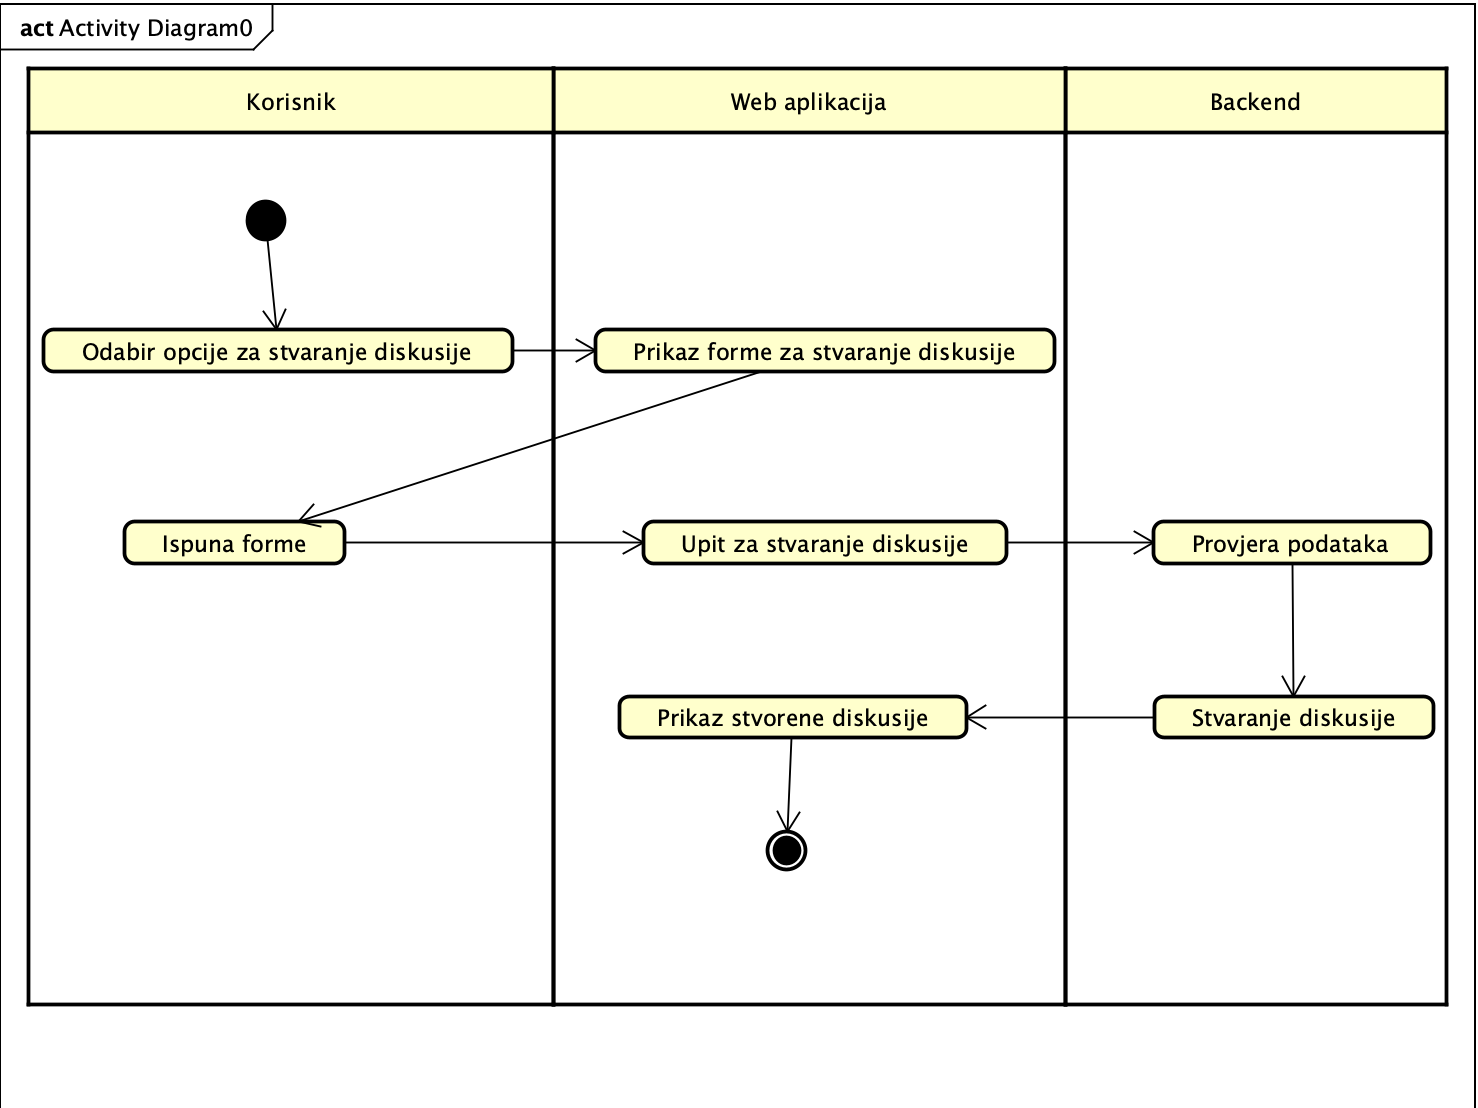 act Activity Diagram0
Korisnik
Web aplikacija
Backend
Odabir opcije za stvaranje diskusije
Prikaz forme za stvaranje diskusije
Ispuna forme
Upit za stvaranje diskusije
Provjera podataka
Prikaz stvorene diskusije
Stvaranje diskusije